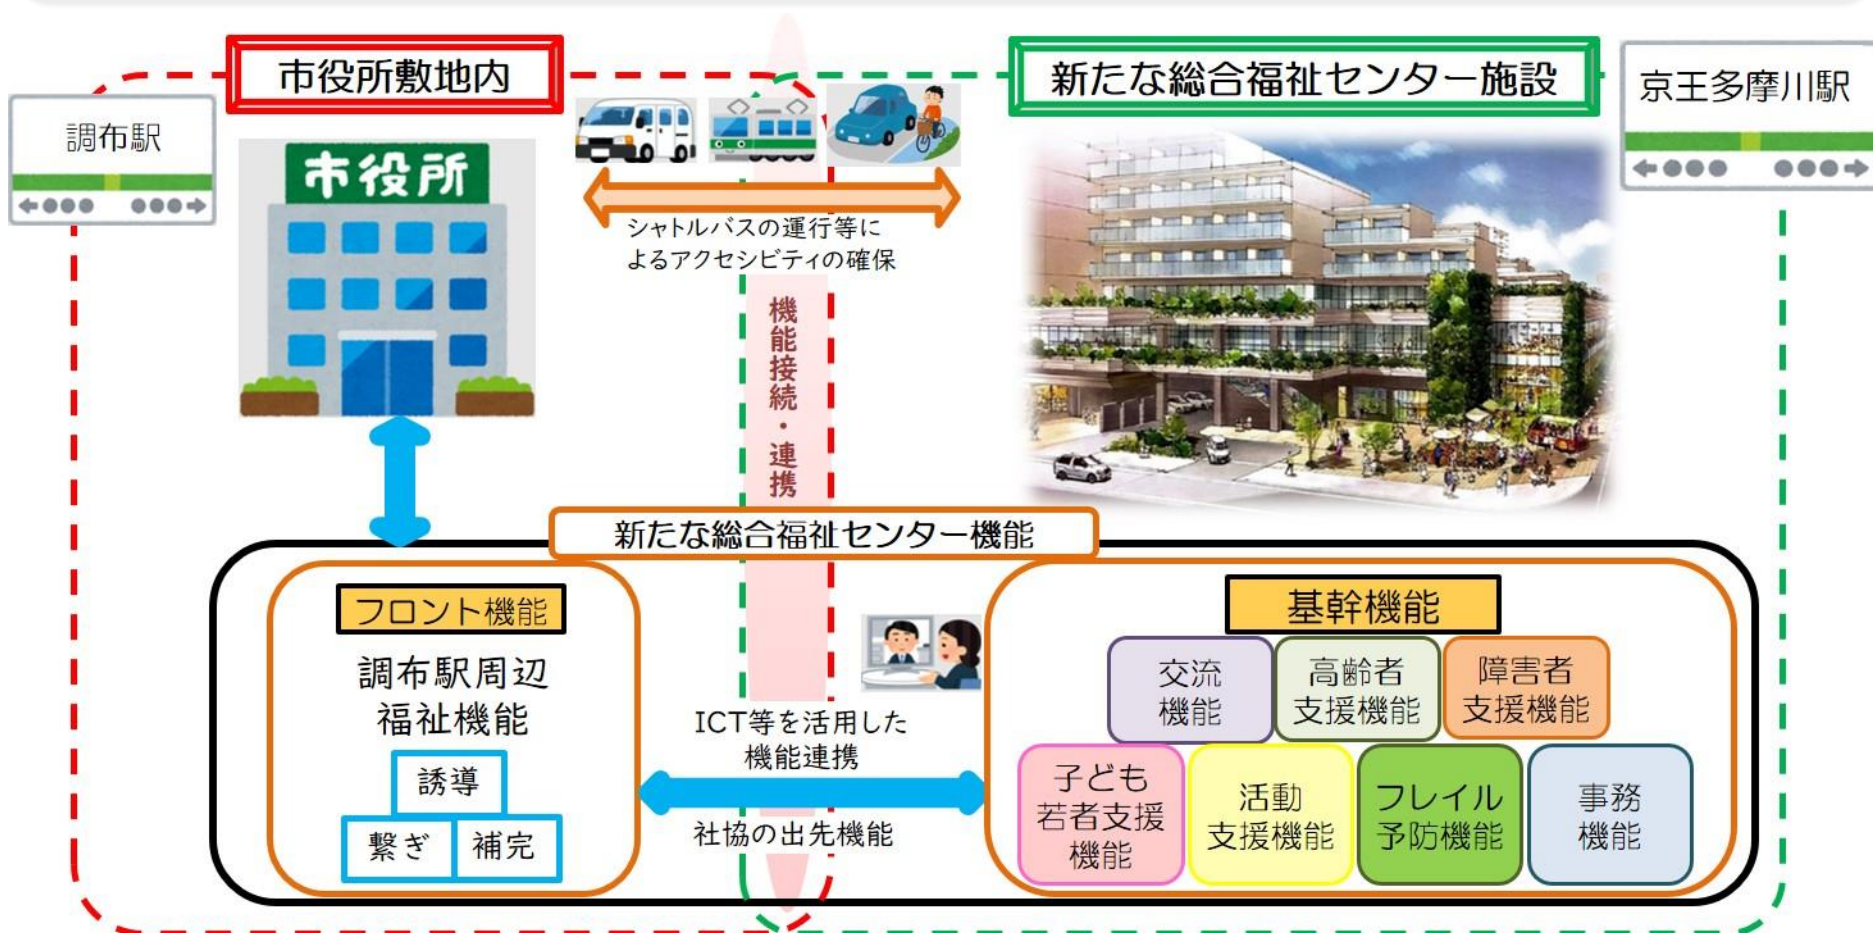 市役所敷地内
新たな総合福祉センター施設
調布駅
京王多摩川駅
市役所
シャトルバスの運行等に
よるアクセシビティの確保
機能接続・連携
新たな総合福祉センター機能
フロント機能
調布駅周辺
福祉機能
誘導
繋ぎ
補完
ICT等を活用した
機能連携
社協の出先機能
基幹機能
交流
機能
高齢者
支援機能
障害者
支援機能
子ども
若者支援
機能
活動
支援機能
フレイル
予防機能
事務
機能